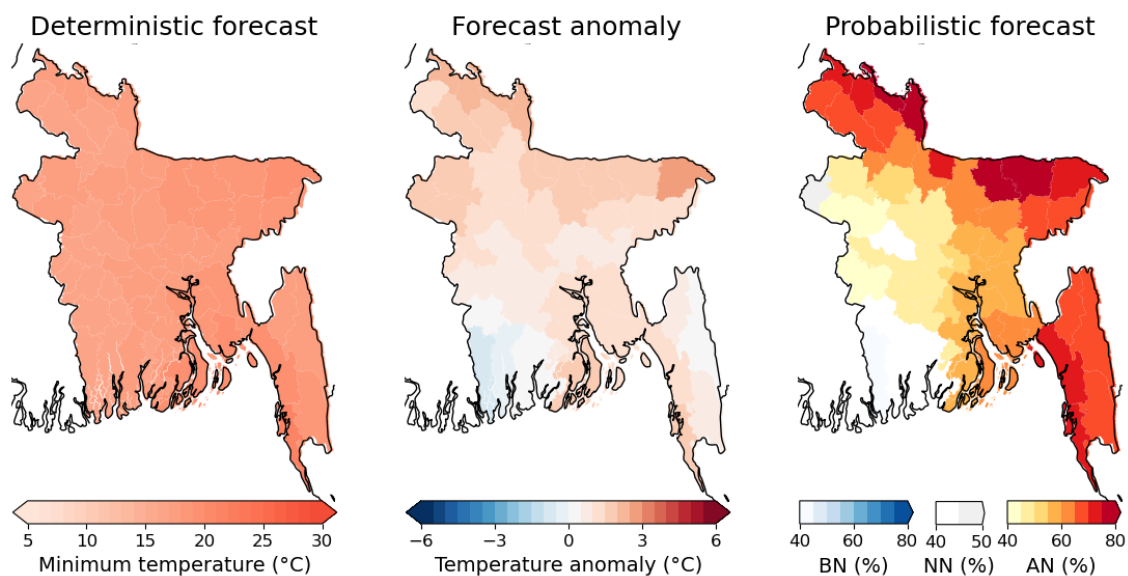 Deterministic forecast
Forecast anomaly
Probabilistic forecast
5 10 15 20 25 30
Minimum temperature (°C)
−6 −3 0 3 6
Temperature anomaly (°C)
40 60 80
BN (%)
40 50
NN (%)
40 60 80
AN (%)